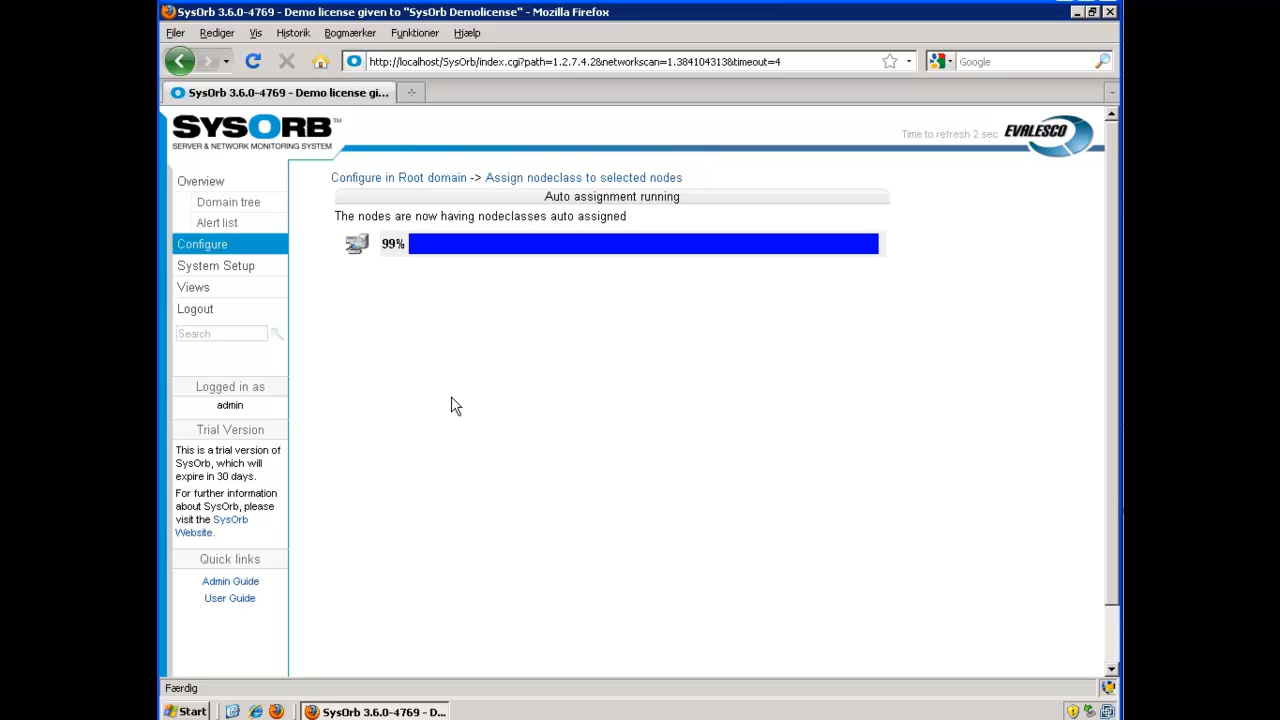 SysOrb 3.6.0-4769 - Demo license given to "SysOrb Demolicense" - Mozilla Firefox
Filer Rediger Vis Historik Bogmærker Funktioner Hjælp
http://localhost/SysOrb/index.cgi?path=1.2.7.4.2&networkscan=1.384104313&timeout=4
Google
SysOrb 3.6.0-4769 - Demo license gi...
SYSORB™
SERVER & NETWORK MONITORING SYSTEM
Time to refresh 2 sec
EVALESCO
Configure in Root domain -> Assign nodeclass to selected nodes
Auto assignment running
The nodes are now having nodeclasses auto assigned
99%
Overview
Domain tree
Alert list
Configure
System Setup
Views
Logout
Search
Logged in as
admin
Trial Version
This is a trial version of
SysOrb, which will
expire in 30 days.
For further information
about SysOrb, please
visit the SysOrb
Website.
Quick links
Admin Guide
User Guide
Færdig
Start
SysOrb 3.6.0-4769 - D...